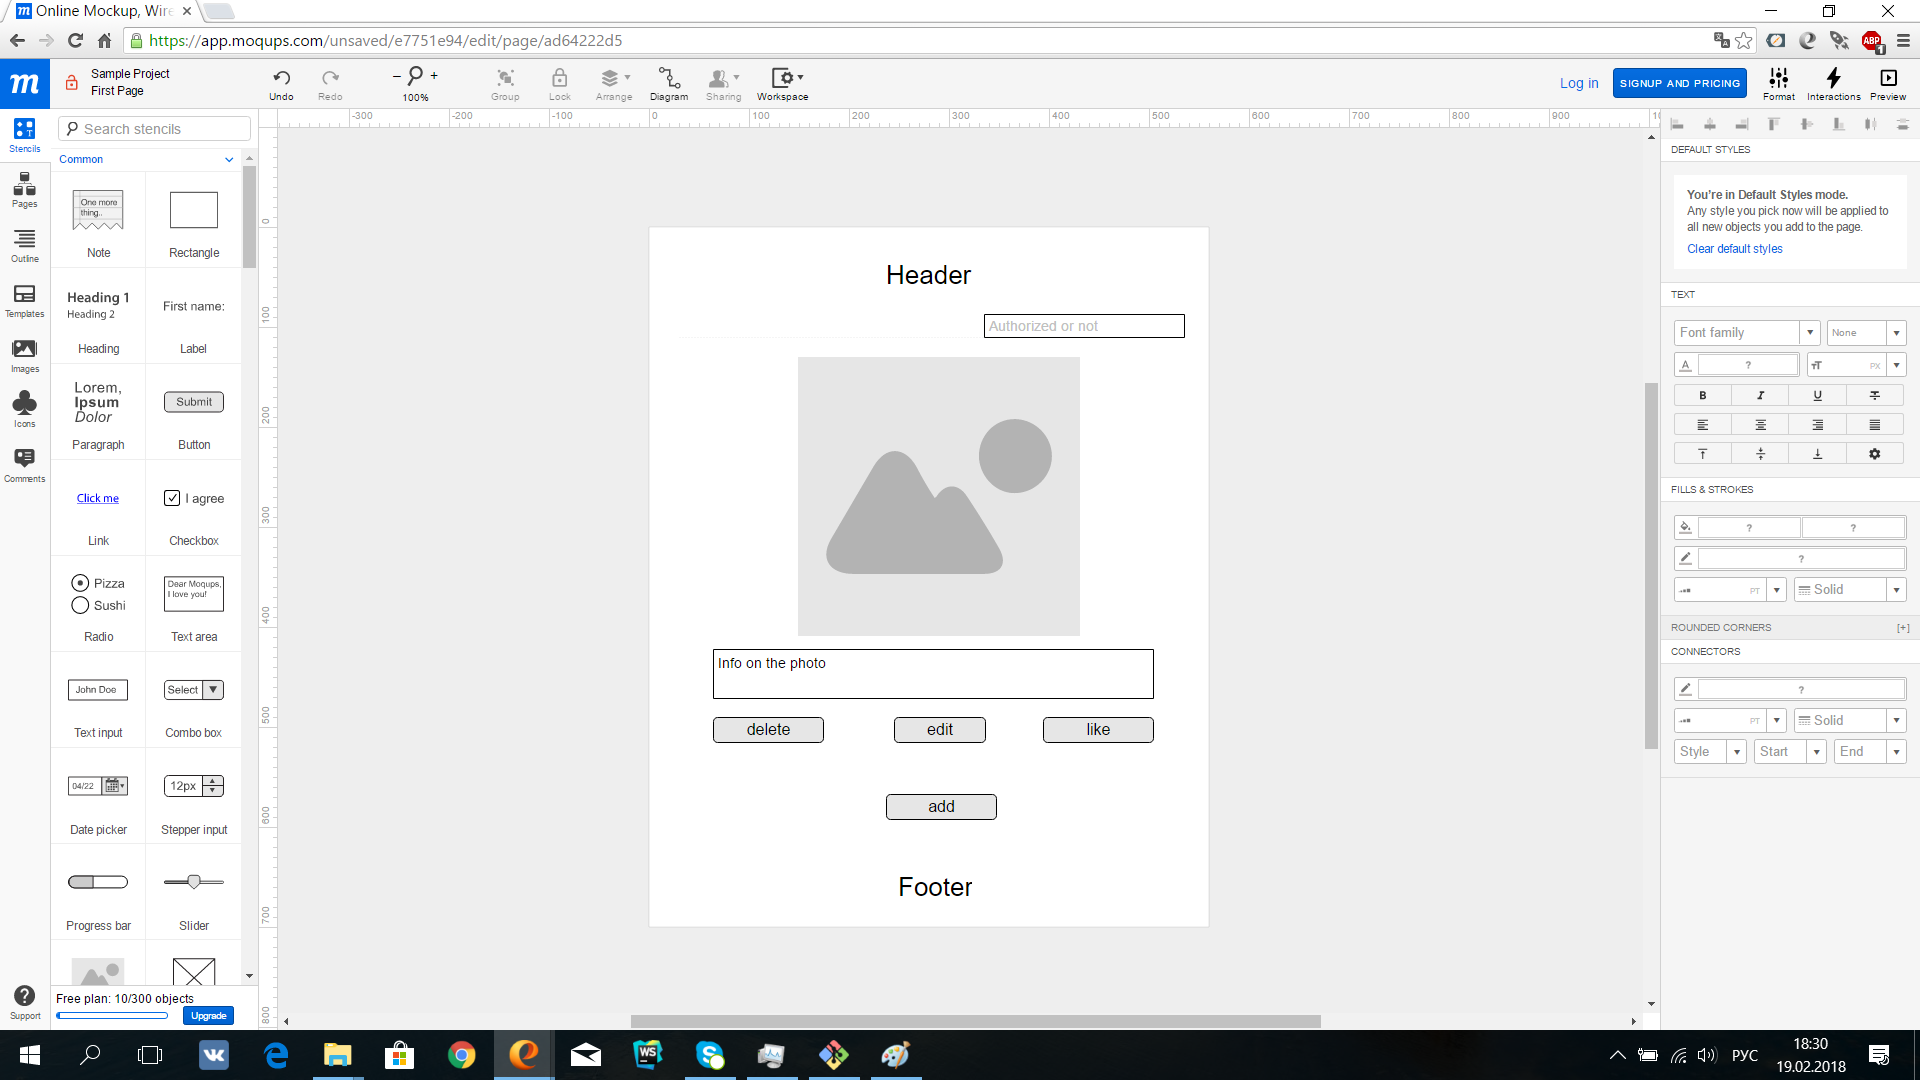 Online Mockup, Wire
https://app.moqups.com/unsaved/e7751e94/edit/page/ad64222d5
ABP
1
m
Sample Project
First Page
Undo
Redo
100%
Group
Lock
Arrange
Diagram
Sharing
Workspace
Log in
SIGNUP AND PRICING
Format
Interactions
Preview
Stencils
Pages
Outline
Templates
Images
Icons
Comments
Support
Search stencils
Common
One more
thing..
Note
Rectangle
Heading 1
Heading 2
Heading
First name:
Label
Lorem,
Ipsum
Dolor
Paragraph
Submit
Button
Click me
Link
I agree
Checkbox
Pizza
Sushi
Radio
Dear Moqups,
I love you!
Text area
John Doe
Text input
Select
Combo box
04/22
Date picker
12px
Stepper input
Progress bar
Slider
Free plan: 10/300 objects
Upgrade
-300 -200 -100 0 100 200 300 400 500 600 700 800 900 10
0
100
200
300
400
500
600
700
800
Header
Authorized or not
Info on the photo
delete
edit
like
add
Footer
DEFAULT STYLES
You're in Default Styles mode.
Any style you pick now will be applied to
all new objects you add to the page.
Clear default styles
TEXT
Font family
None
A ? TT PX
B I U T
FILLS & STROKES
? ?
?
PT Solid
ROUNDED CORNERS [+]
CONNECTORS
?
PT Solid
Style Start End
WS
РУС
18:30
19.02.2018